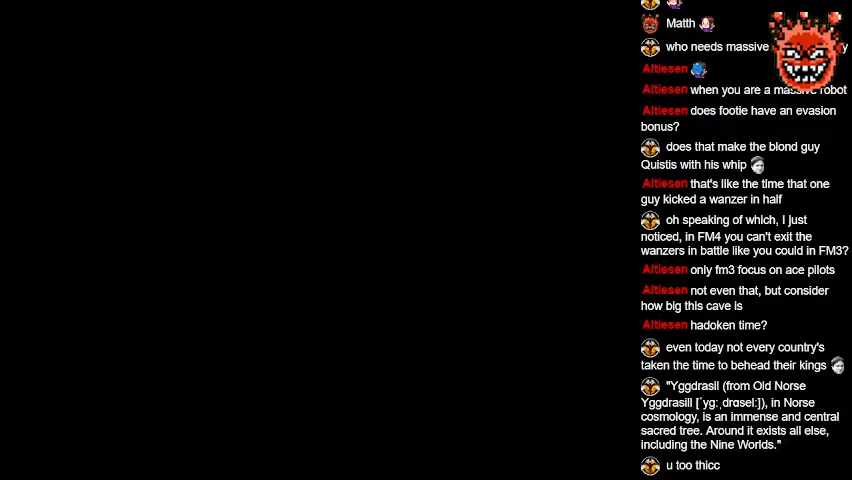 Matth
who needs massive y
Altiesen
Altiesen when you are a massive robot
Altiesen does footie have an evasion
bonus?
does that make the blond guy
Quistis with his whip
Altiesen that's like the time that one
guy kicked a wanzer in half
oh speaking of which, I just
noticed, in FM4 you can't exit the
wanzers in battle like you could in FM3?
Altiesen only fm3 focus on ace pilots
Altiesen not even that, but consider
how big this cave is
Altiesen hadoken time?
even today not every country's
taken the time to behead their kings
"Yggdrasil (from Old Norse
Yggdrasill [ˈyɡːˌdrɑselː]), in Norse
cosmology, is an immense and central
sacred tree. Around it exists all else,
including the Nine Worlds."
u too thicc